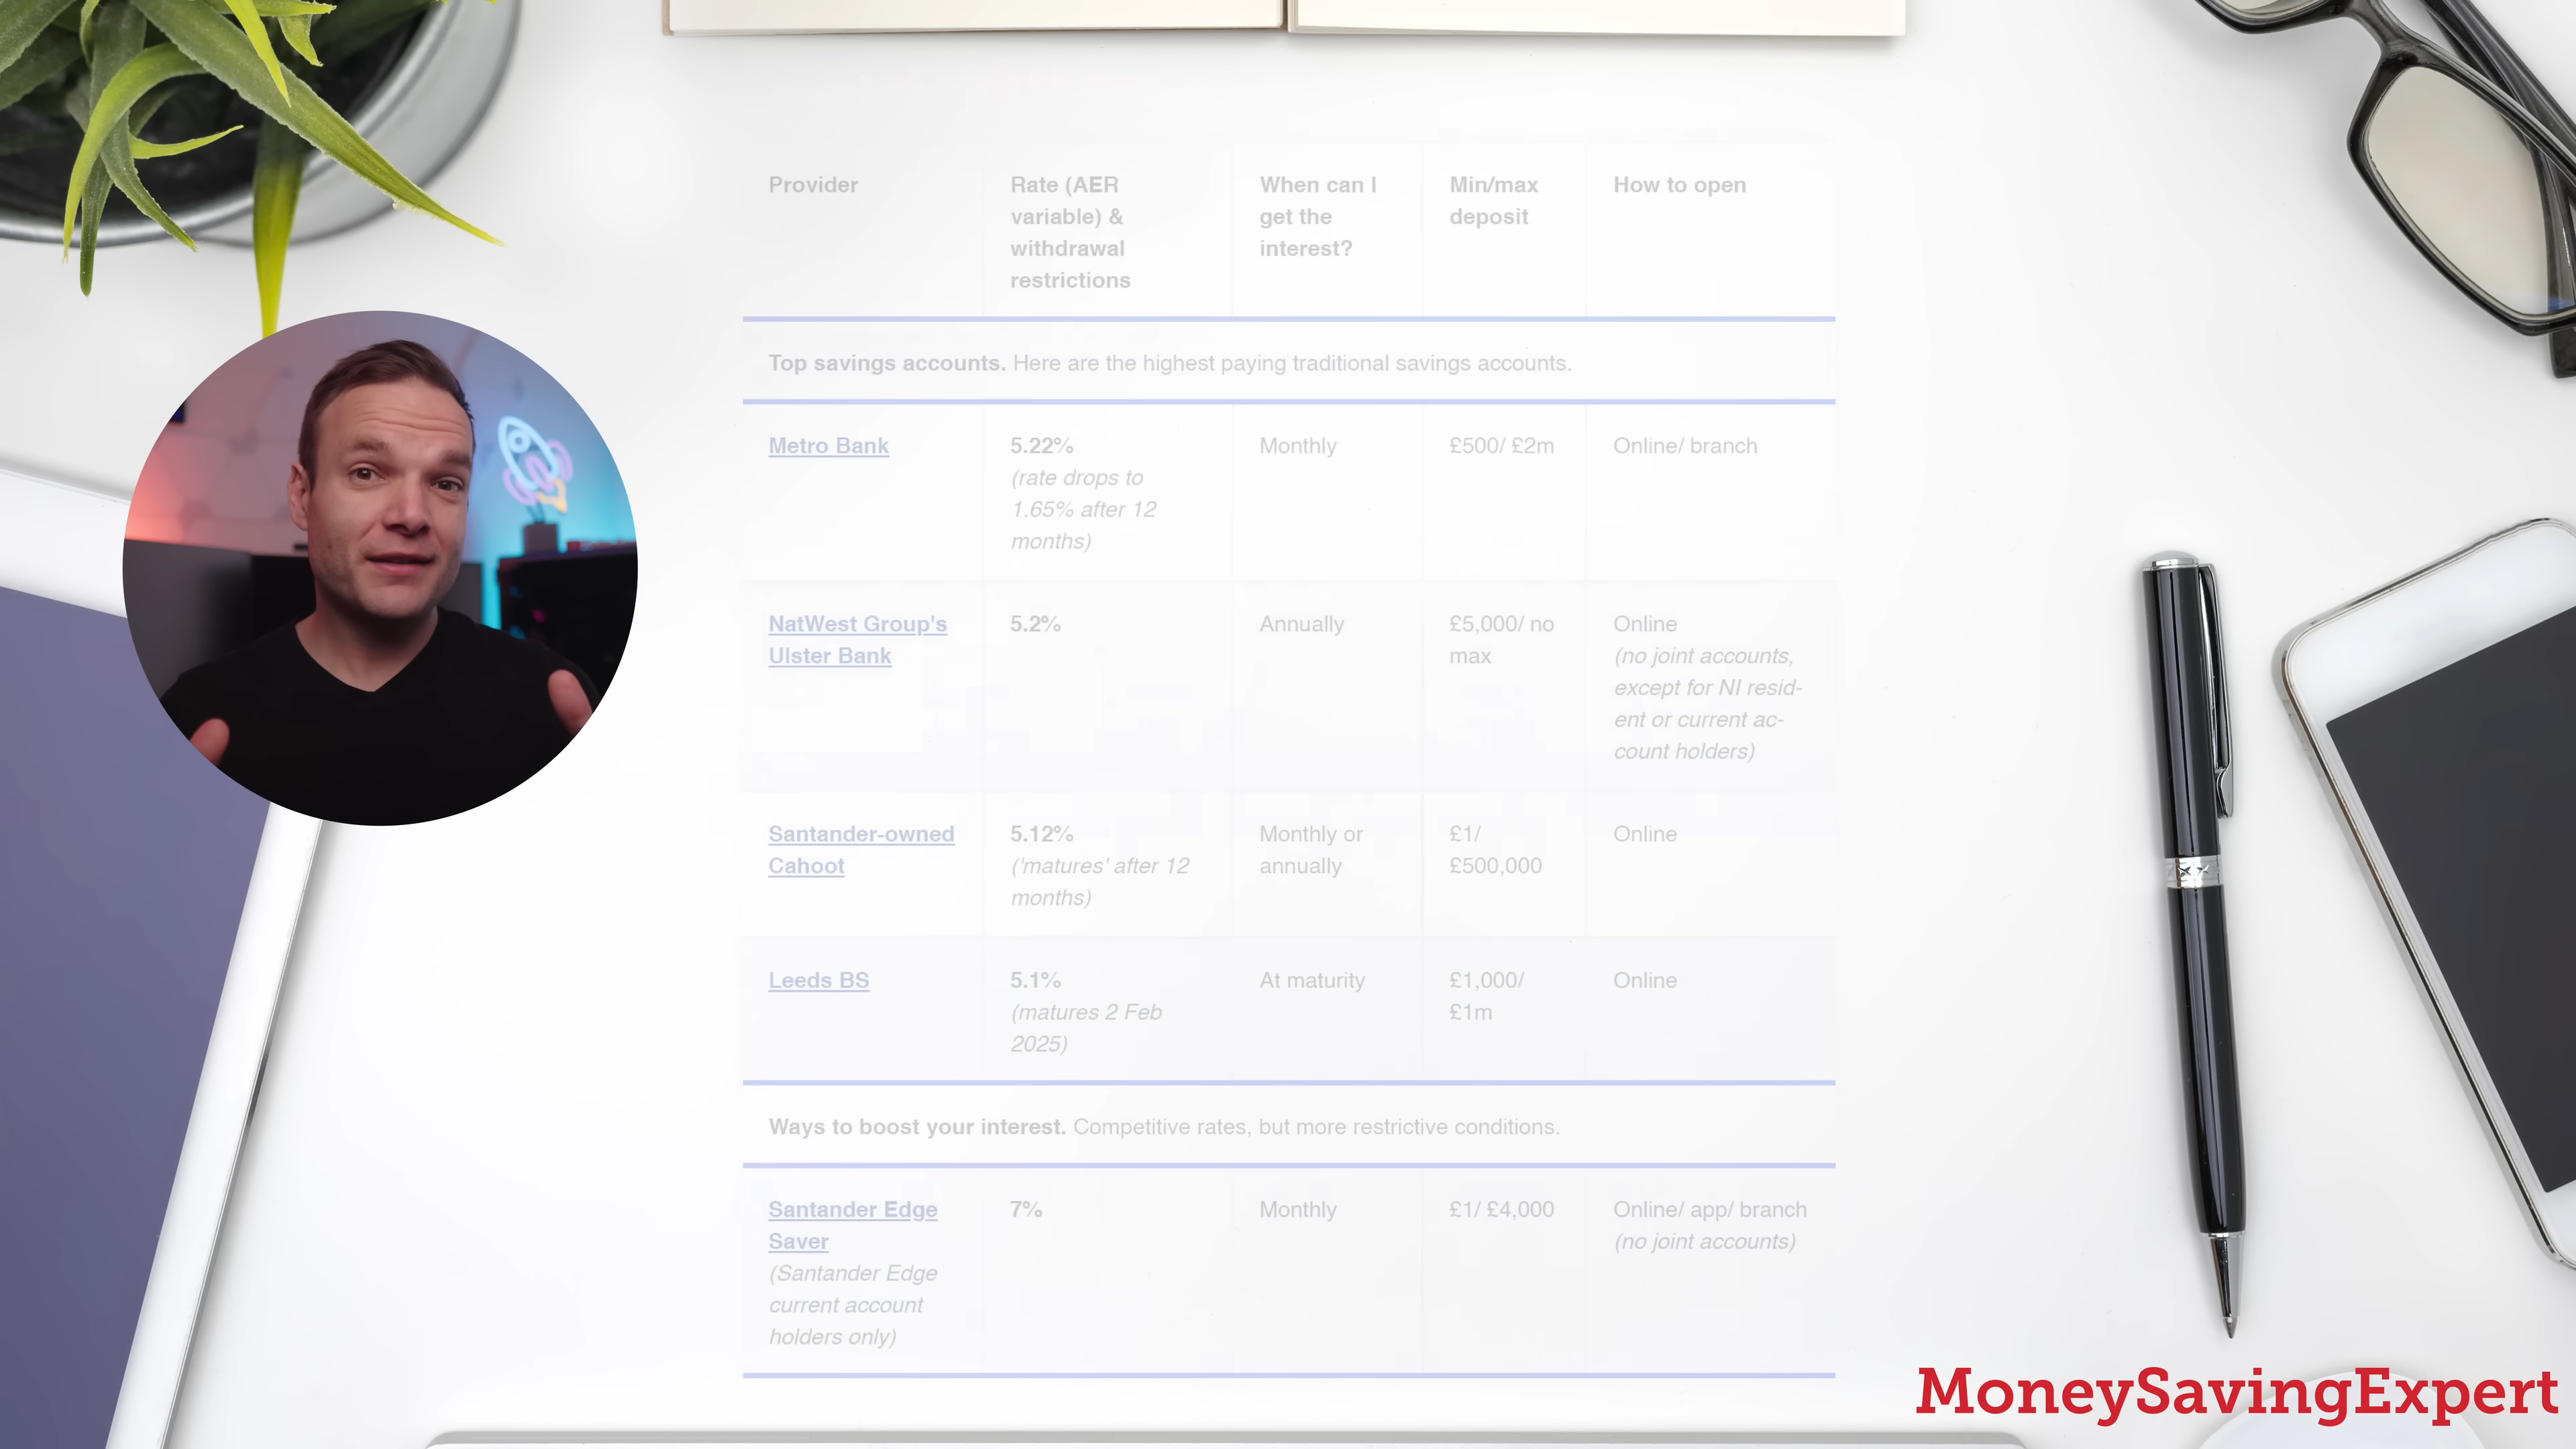 Provider
Rate (AER
variable) &
withdrawal
restrictions
When can I
get the
interest?
Min/max
deposit
How to open
Top savings accounts. Here are the highest paying traditional savings accounts.
Metro Bank
5.22%
(rate drops to
1.65% after 12
months)
Monthly
£500/ £2m
Online/ branch
NatWest Group's
Ulster Bank
5.2%
Annually
£5,000/ no
max
Online
(no joint accounts,
except for NI resid-
ent or current ac-
count holders)
Santander-owned
Cahoot
5.12%
('matures' after 12
months)
Monthly or
annually
£1/
£500,000
Online
Leeds BS
5.1%
(matures 2 Feb
2025)
At maturity
£1,000/
£1m
Online
Ways to boost your interest. Competitive rates, but more restrictive conditions.
Santander Edge
Saver
(Santander Edge
current account
holders only)
7%
Monthly
£1/ £4,000
Online/ app/ branch
(no joint accounts)
MoneySavingExpert